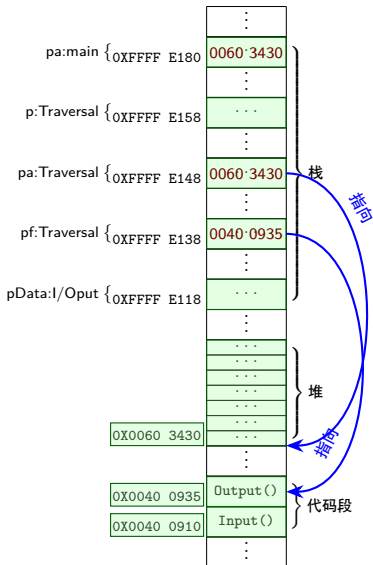 pa:main { 0XFFFF E180 0060 3430
p:Traversal { 0XFFFF E158 ...
pa:Traversal { 0XFFFF E148 0060 3430
栈
指向
pf:Traversal { 0XFFFF E138 0040 0935
pData:I/Oput { 0XFFFF E118 ...
...
...
...
...
...
...
堆
0X0060 3430 ...
指向
0X0040 0935 Output()
代码段
0X0040 0910 Input()